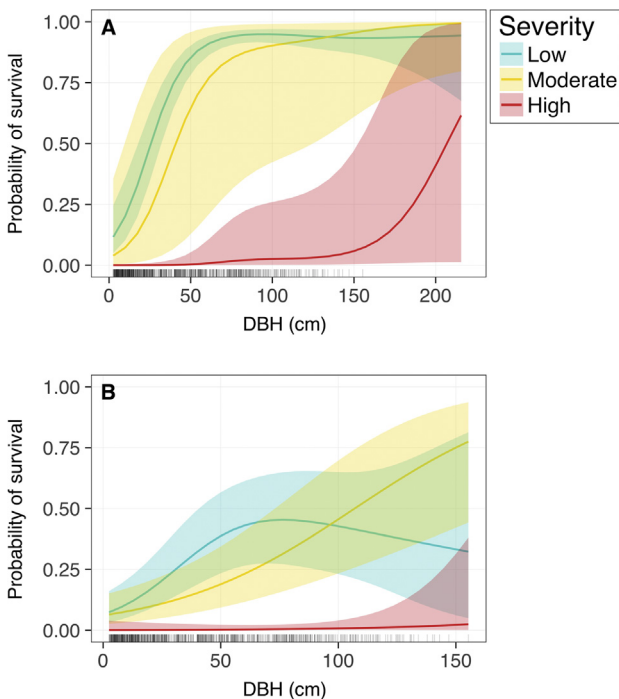 A
Probability of survival
1.00
0.75
0.50
0.25
0.00
0
50
100
150
200
DBH (cm)
Severity
Low
Moderate
High
B
Probability of survival
1.00
0.75
0.50
0.25
0.00
0
50
100
150
DBH (cm)